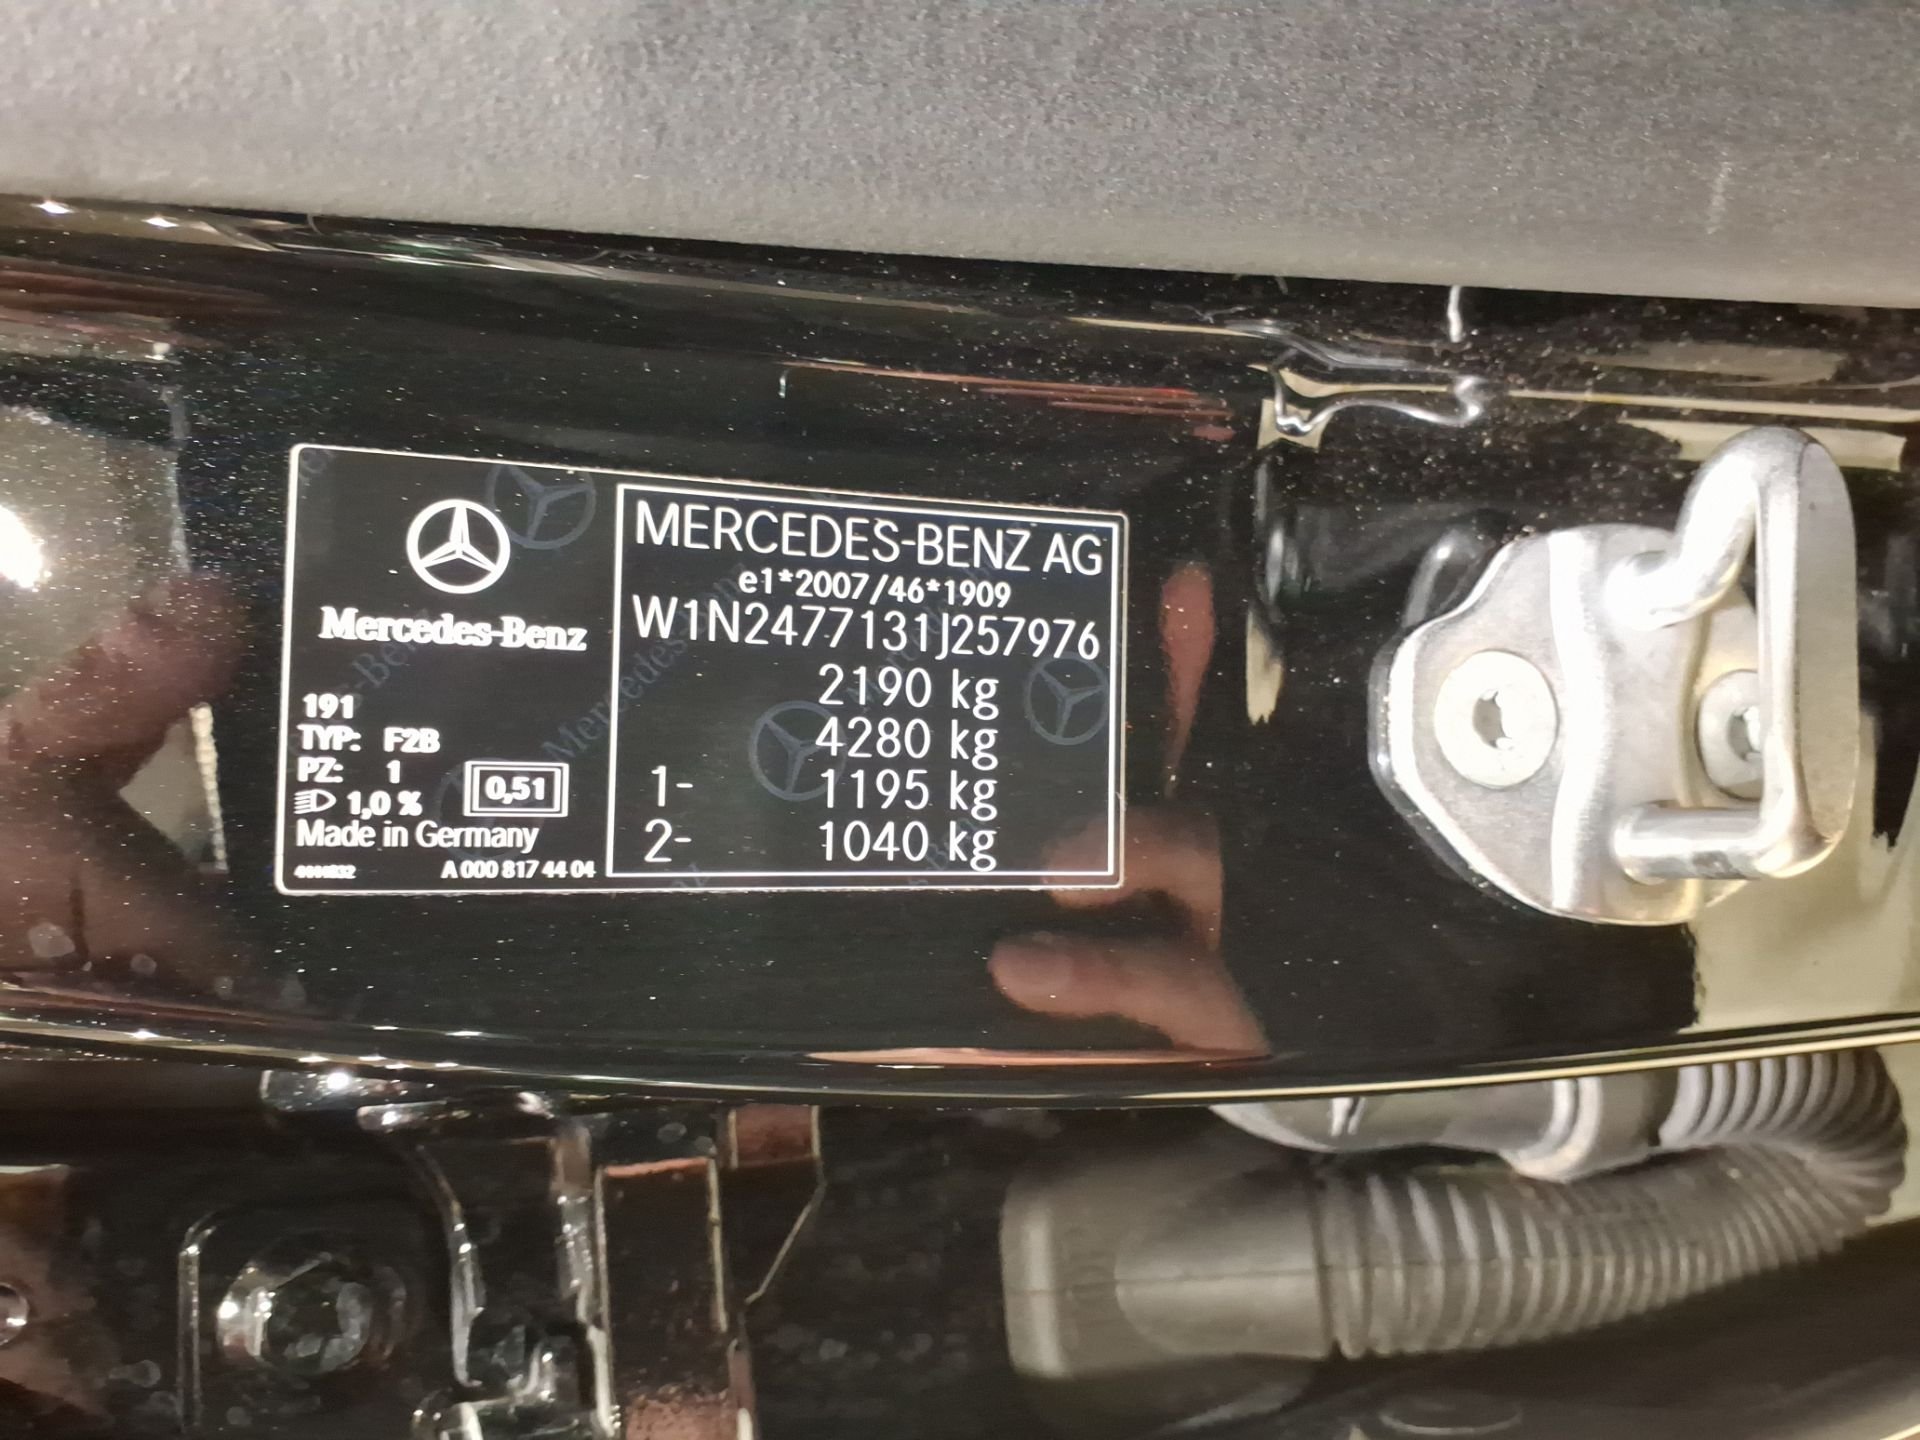 Mercedes-Benz
191
TYP: F2B
PZ: 1
1,0 %
0,51
Made in Germany
A 000 817 44 04
MERCEDES-BENZ AG
e1*2007/46*1909
W1N2477131J257976
2190 kg
4280 kg
1- 1195 kg
2- 1040 kg